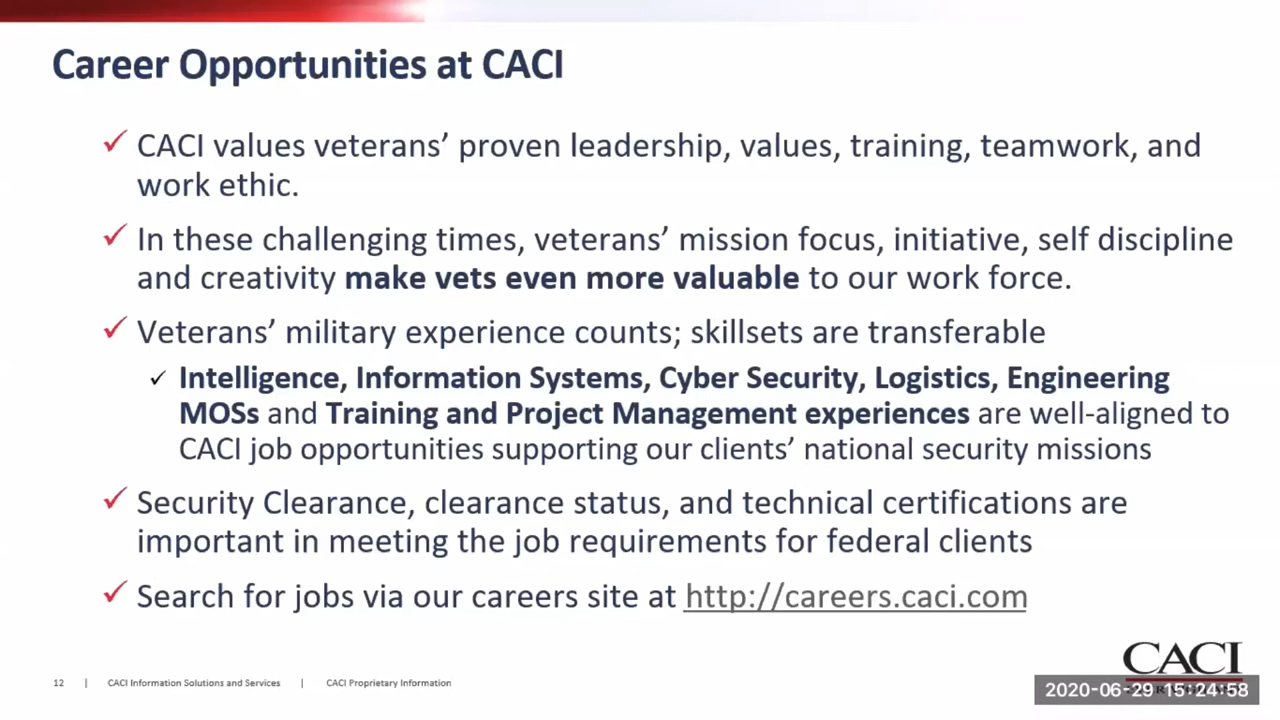 Career Opportunities at CACI
✓ CACI values veterans’ proven leadership, values, training, teamwork, and
work ethic.
✓ In these challenging times, veterans’ mission focus, initiative, self discipline
and creativity make vets even more valuable to our work force.
✓ Veterans’ military experience counts; skillsets are transferable
✓ Intelligence, Information Systems, Cyber Security, Logistics, Engineering
MOSs and Training and Project Management experiences are well-aligned to
CACI job opportunities supporting our clients’ national security missions
✓ Security Clearance, clearance status, and technical certifications are
important in meeting the job requirements for federal clients
✓ Search for jobs via our careers site at http://careers.caci.com
CACI
12 | CACI Information Solutions and Services | CACI Proprietary Information
2020-06-29 15:24:58